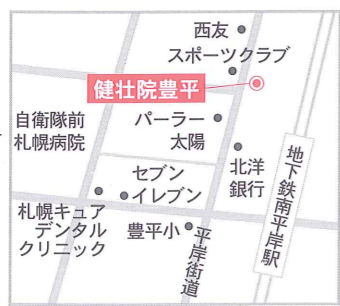 西友
スポーツクラブ
健壮院豊平
自衛隊前
札幌病院
パーラー
太陽
セブン
イレブン
北洋
銀行
地下鉄南平岸駅
札幌キュア
デンタル
クリニック
豊平小
平岸街道